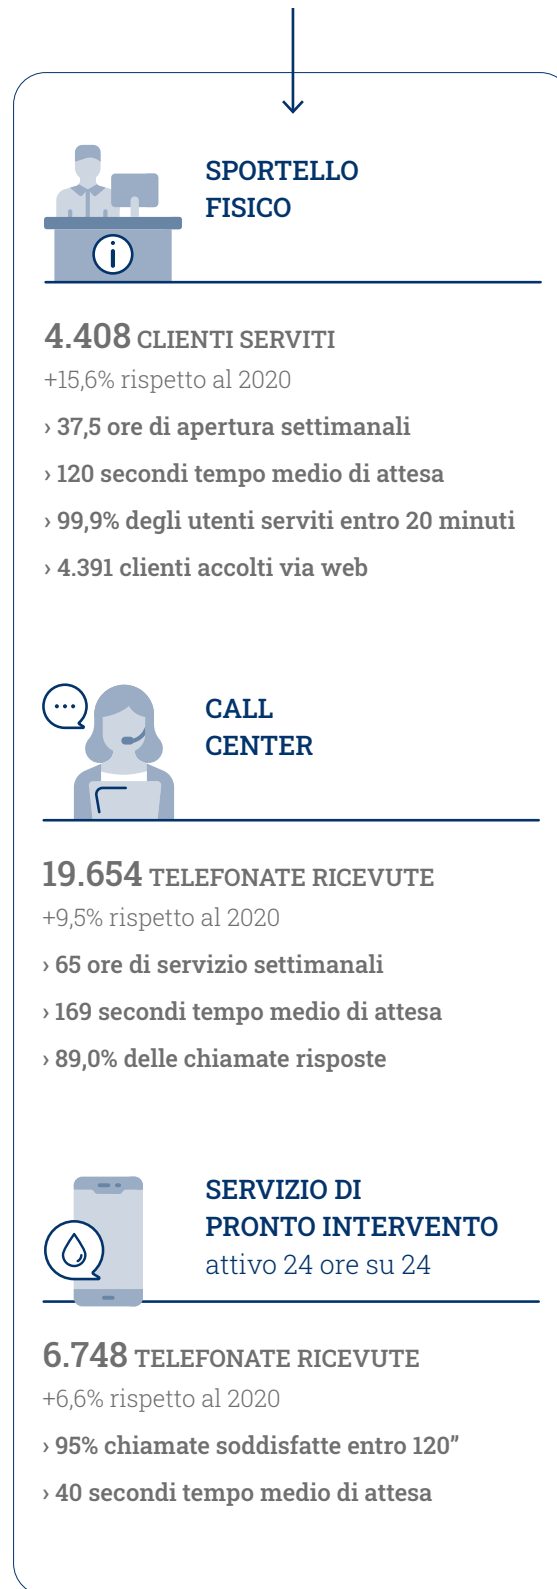 SPORTELLO
FISICO
4.408 CLIENTI SERVITI
+15,6% rispetto al 2020
› 37,5 ore di apertura settimanali
› 120 secondi tempo medio di attesa
› 99,9% degli utenti serviti entro 20 minuti
› 4.391 clienti accolti via web
CALL
CENTER
19.654 TELEFONATE RICEVUTE
+9,5% rispetto al 2020
› 65 ore di servizio settimanali
› 169 secondi tempo medio di attesa
› 89,0% delle chiamate risposte
SERVIZIO DI
PRONTO INTERVENTO
attivo 24 ore su 24
6.748 TELEFONATE RICEVUTE
+6,6% rispetto al 2020
› 95% chiamate soddisfatte entro 120”
› 40 secondi tempo medio di attesa